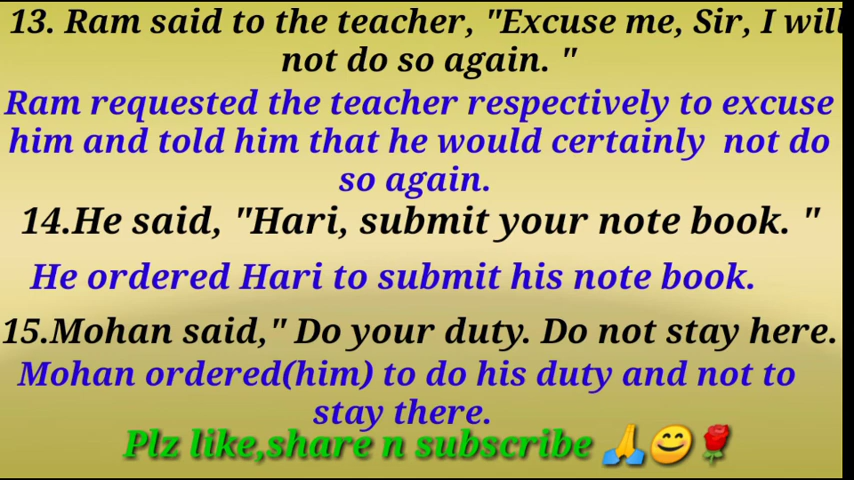 13. Ram said to the teacher, "Excuse me, Sir, I will
not do so again. "
Ram requested the teacher respectively to excuse
him and told him that he would certainly not do
so again.
14.He said, "Hari, submit your note book. "
He ordered Hari to submit his note book.
15.Mohan said," Do your duty. Do not stay here.
Mohan ordered(him) to do his duty and not to
stay there.
Plz like,share n subscribe 🙏😊🌹